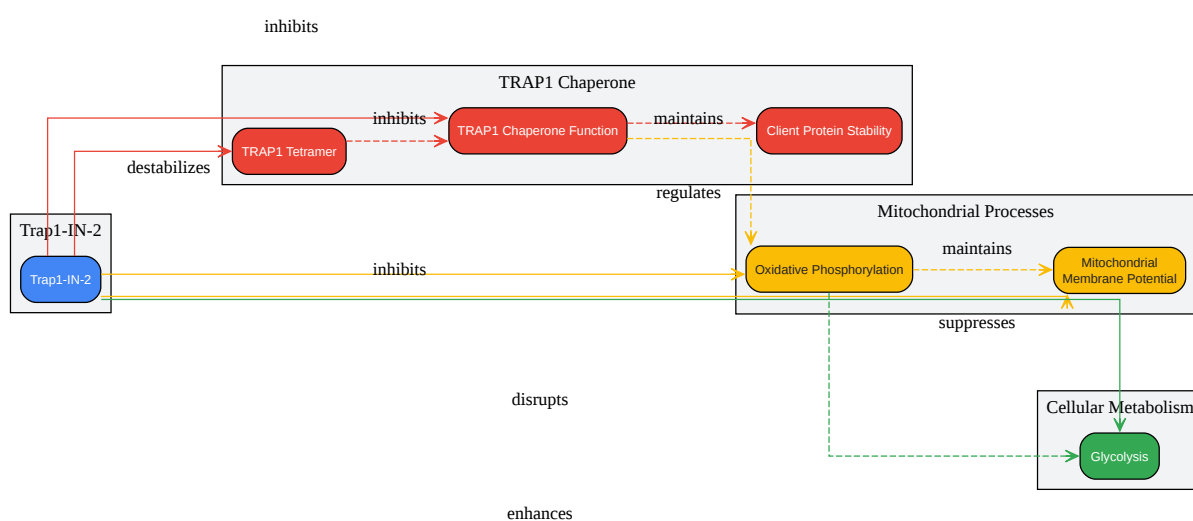 inhibits
TRAP1 Chaperone
inhibits
maintains
TRAP1 Chaperone Function
Client Protein Stability
TRAP1 Tetramer
destabilizes
regulates
Mitochondrial Processes
Trap1-IN-2
Trap1-IN-2
inhibits
Oxidative Phosphorylation
maintains
Mitochondrial
Membrane Potential
suppresses
disrupts
Cellular Metabolism
Glycolysis
enhances